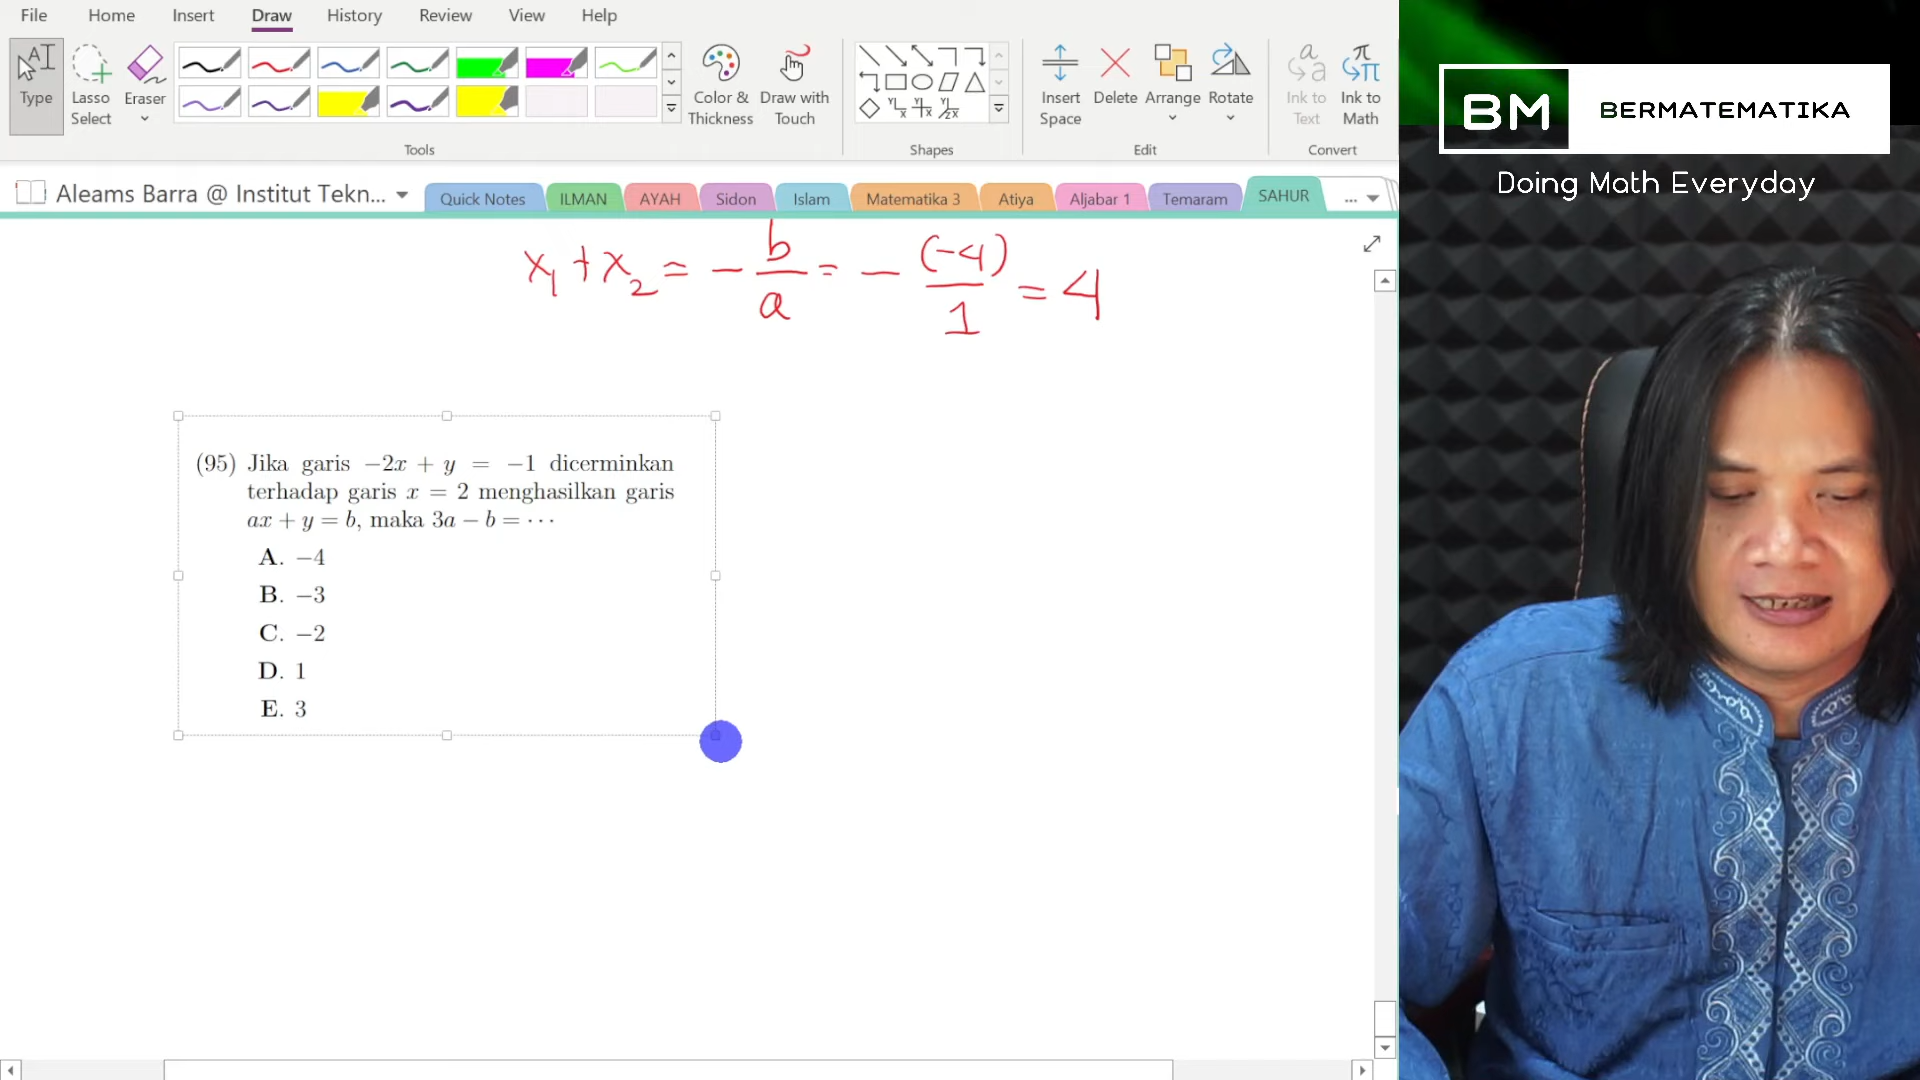 File Home Insert Draw History Review View Help
Type
Lasso Select
Eraser
Color & Thickness
Draw with Touch
Insert Space
Delete
Arrange
Rotate
Ink to Text
Ink to Math
Tools
Shapes
Edit
Convert
Aleams Barra @ Institut Tekn...
Quick Notes ILMAN AYAH Sidon Islam Matematika 3 Atiya Aljabar 1 Temaram SAHUR ...
x₁ + x₂ = - b/a = - (-4)/1 = 4
(95) Jika garis −2x + y = −1 dicerminkan
terhadap garis x = 2 menghasilkan garis
ax + y = b, maka 3a − b = ···
A. −4
B. −3
C. −2
D. 1
E. 3
BM BERMATEMATIKA
Doing Math Everyday